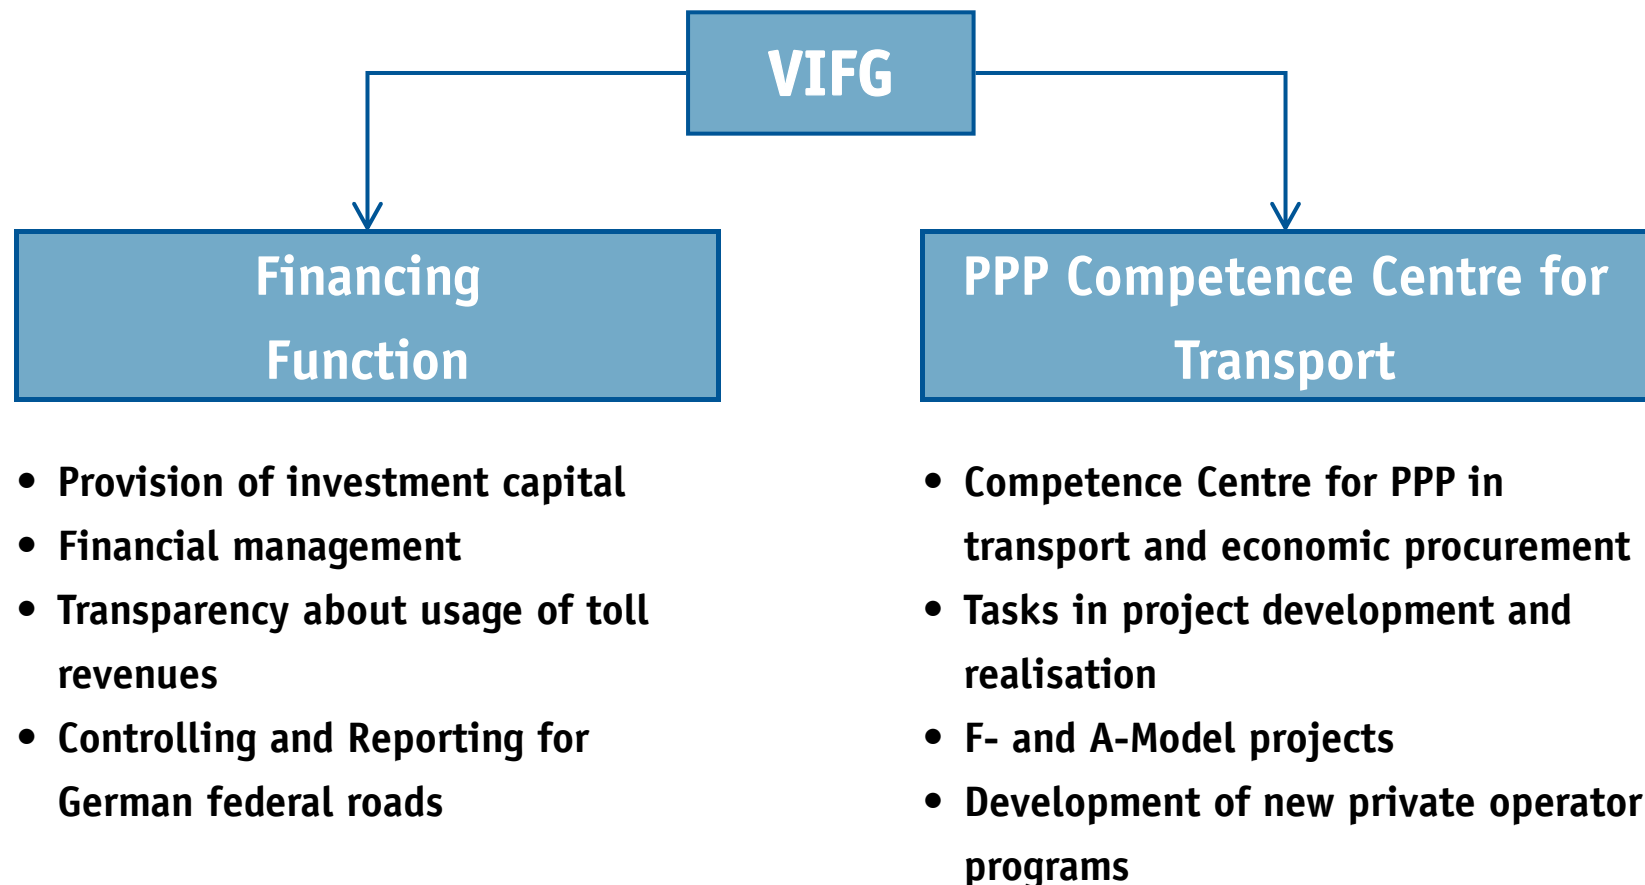 VIFG
Financing
Function
• Provision of investment capital
• Financial management
• Transparency about usage of toll
revenues
• Controlling and Reporting for
German federal roads
PPP Competence Centre for
Transport
• Competence Centre for PPP in
transport and economic procurement
• Tasks in project development and
realisation
• F- and A-Model projects
• Development of new private operator
programs